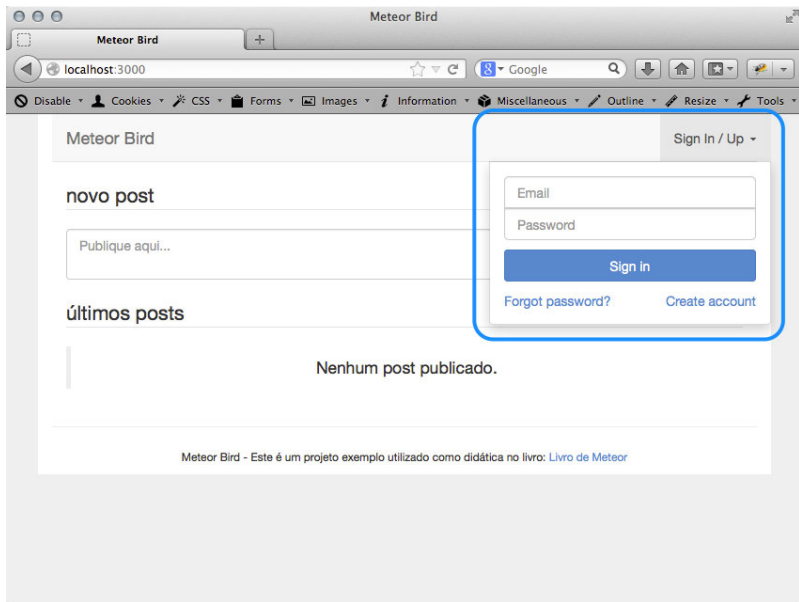 Meteor Bird
Meteor Bird
localhost:3000
Google
Disable Cookies CSS Forms Images Information Miscellaneous Outline Resize Tools
Meteor Bird
Sign In / Up
novo post
Email
Password
Publique aqui...
Sign in
Forgot password? Create account
últimos posts
Nenhum post publicado.
Meteor Bird - Este é um projeto exemplo utilizado como didática no livro: Livro de Meteor